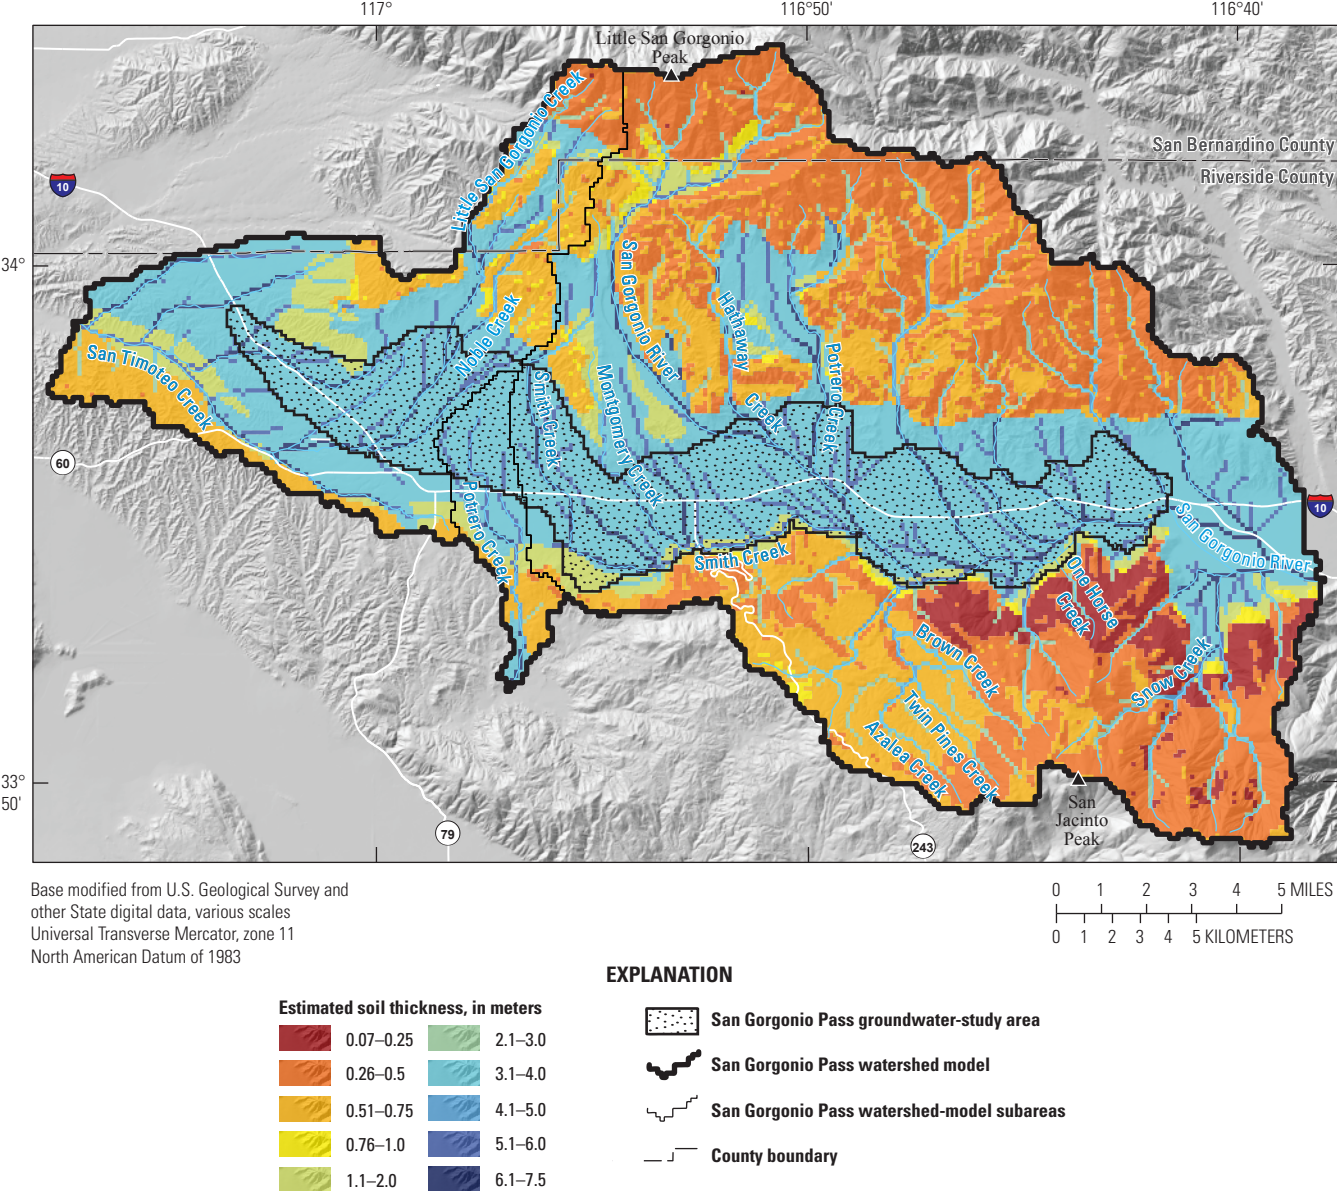 117°
116°50'
116°40'
Little San Gorgonio
Peak
Little San Gorgonio Creek
San Bernardino County
Riverside County
10
34°
San Gorgonio River
Hathaway
Creek
Noble Creek
Potrero Creek
San Timoteo Creek
Smith Creek
Montgomery Creek
60
10
San Gorgonio River
Potrero Creek
Smith Creek
One Horse
Creek
Brown Creek
Snow Creek
Twin Pines Creek
Azalea Creek
33°
50'
San
Jacinto
Peak
79
243
Base modified from U.S. Geological Survey and
other State digital data, various scales
Universal Transverse Mercator, zone 11
North American Datum of 1983
0 1 2 3 4 5 MILES
0 1 2 3 4 5 KILOMETERS
EXPLANATION
Estimated soil thickness, in meters
0.07–0.25
0.26–0.5
0.51–0.75
0.76–1.0
1.1–2.0
2.1–3.0
3.1–4.0
4.1–5.0
5.1–6.0
6.1–7.5
San Gorgonio Pass groundwater-study area
San Gorgonio Pass watershed model
San Gorgonio Pass watershed-model subareas
County boundary